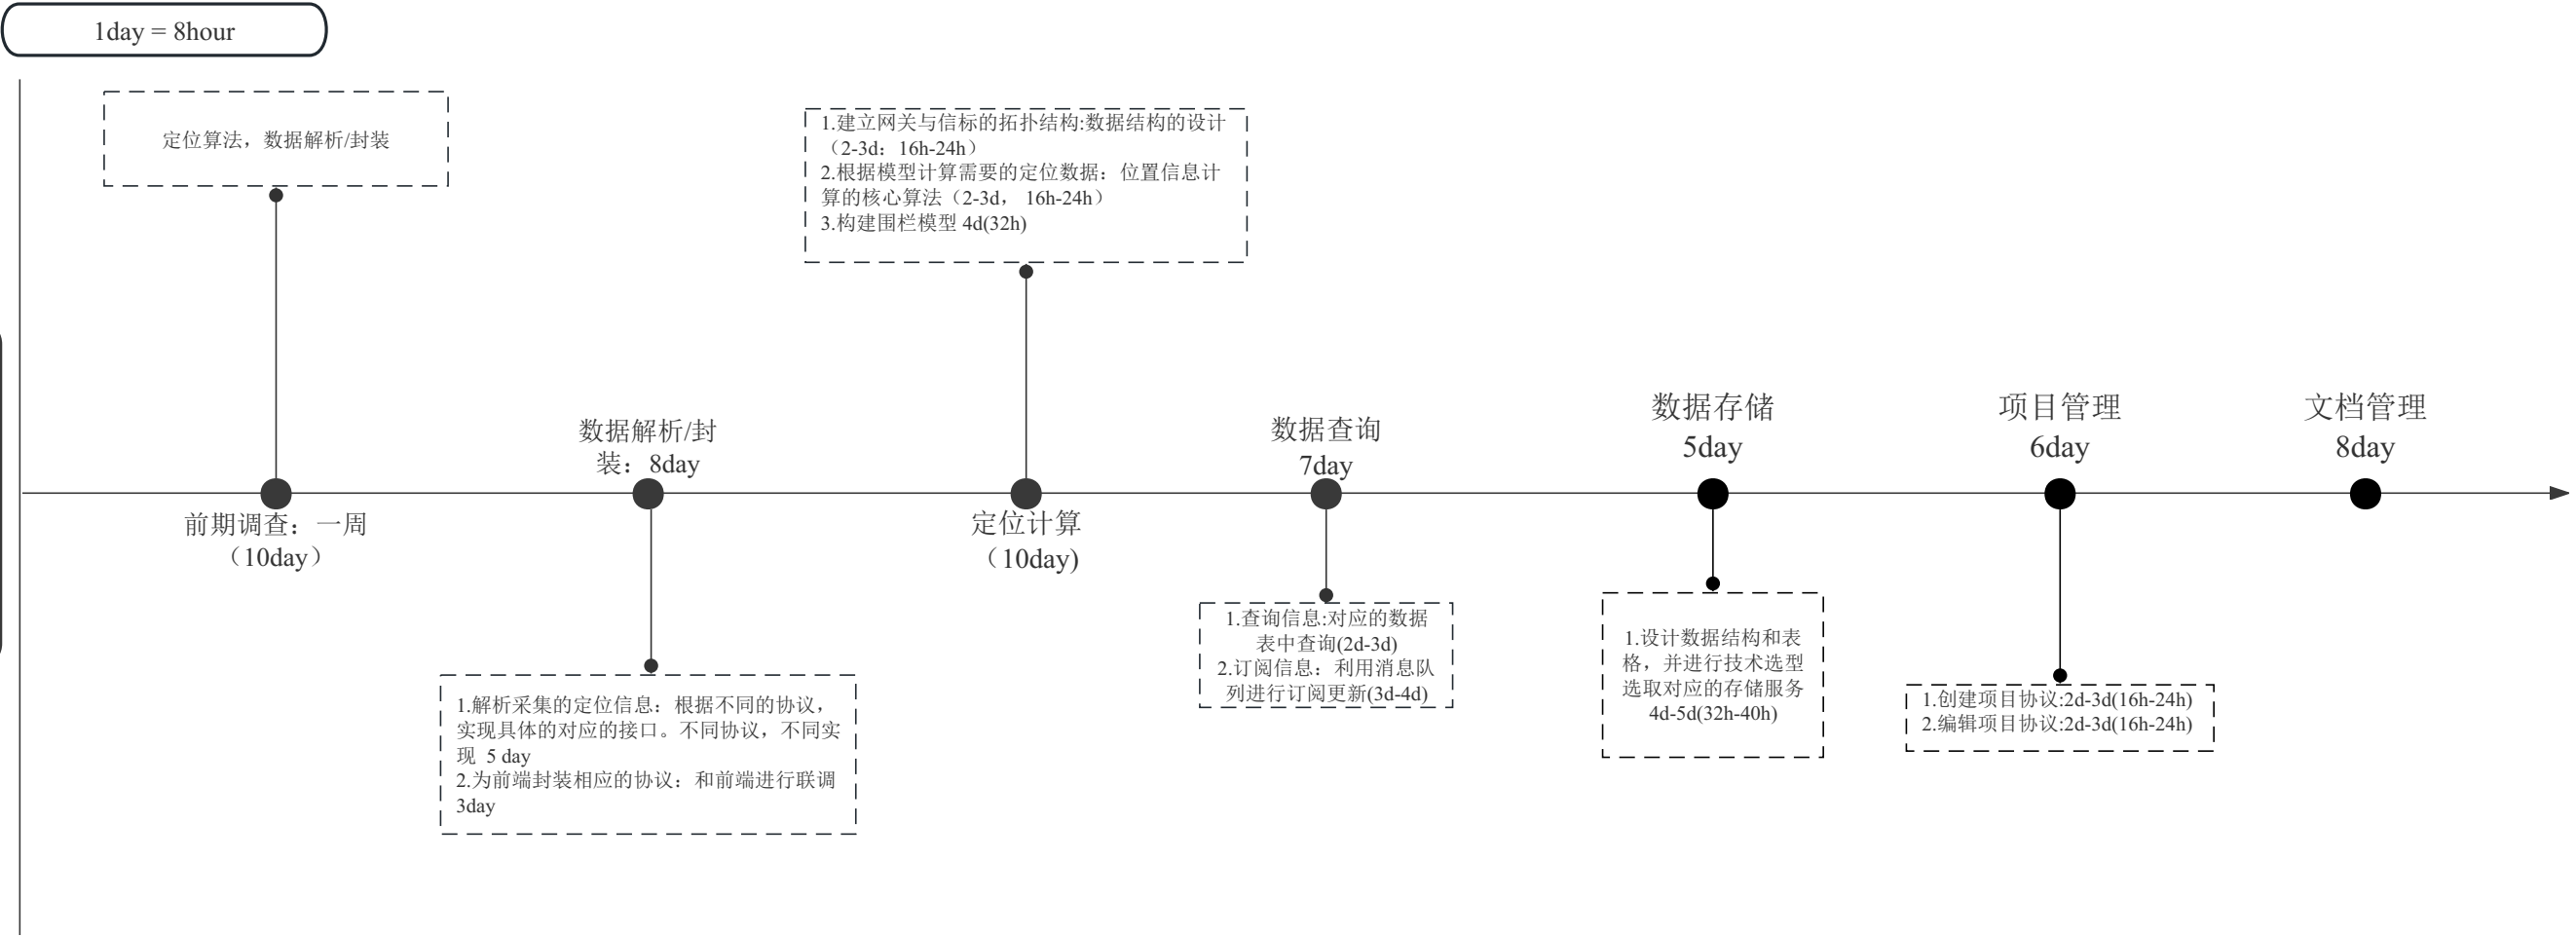 1day = 8hour
定位算法，数据解析/封装
1.建立网关与信标的拓扑结构:数据结构的设计
（2-3d：16h-24h）
2.根据模型计算需要的定位数据：位置信息计
算的核心算法（2-3d， 16h-24h）
3.构建围栏模型 4d(32h)
数据解析/封
装：8day
数据查询
7day
数据存储
5day
项目管理
6day
文档管理
8day
前期调查：一周
（10day）
定位计算
（10day)
1.解析采集的定位信息：根据不同的协议，
实现具体的对应的接口。不同协议，不同实
现 5 day
2.为前端封装相应的协议：和前端进行联调
3day
1.查询信息:对应的数据
表中查询(2d-3d)
2.订阅信息：利用消息队
列进行订阅更新(3d-4d)
1.设计数据结构和表
格，并进行技术选型
选取对应的存储服务
4d-5d(32h-40h)
1.创建项目协议:2d-3d(16h-24h)
2.编辑项目协议:2d-3d(16h-24h)